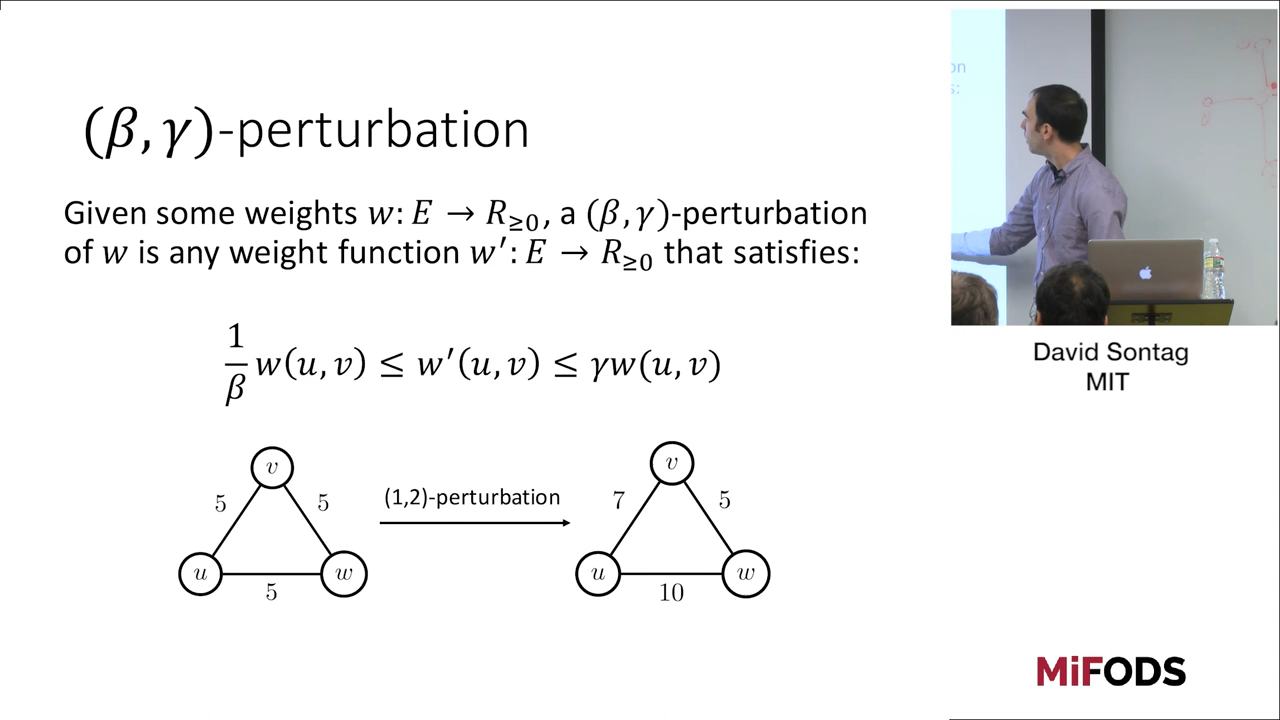 (β, γ)-perturbation
Given some weights w: E → R≥0, a (β, γ)-perturbation
of w is any weight function w′: E → R≥0 that satisfies:
1/β w(u, v) ≤ w′(u, v) ≤ γw(u, v)
v
5
5
u
w
5
(1,2)-perturbation
v
7
5
u
w
10
on
s:
David Sontag
MIT
MiFODS